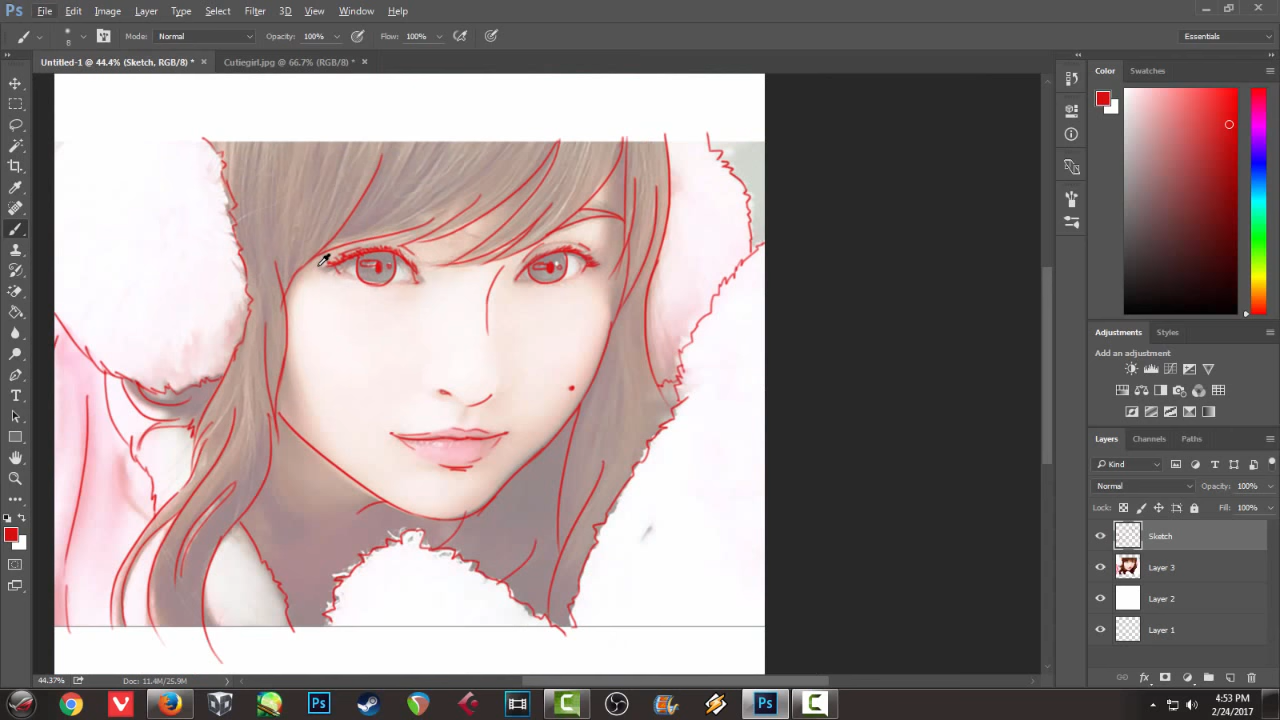 Ps File Edit Image Layer Type Select Filter 3D View Window Help
8 Mode: Normal Opacity: 100% Flow: 100% Essentials
Untitled-1 @ 44.4% (Sketch, RGB/8) * × Cutiegirl.jpg @ 66.7% (RGB/8) * ×
Color Swatches
Adjustments Styles
Add an adjustment
Layers Channels Paths
Kind
Normal Opacity: 100%
Lock: Fill: 100%
Sketch
Layer 3
Layer 2
Layer 1
44.37% Doc: 11.4M/25.9M
Ps Ps
4:53 PM
2/24/2017